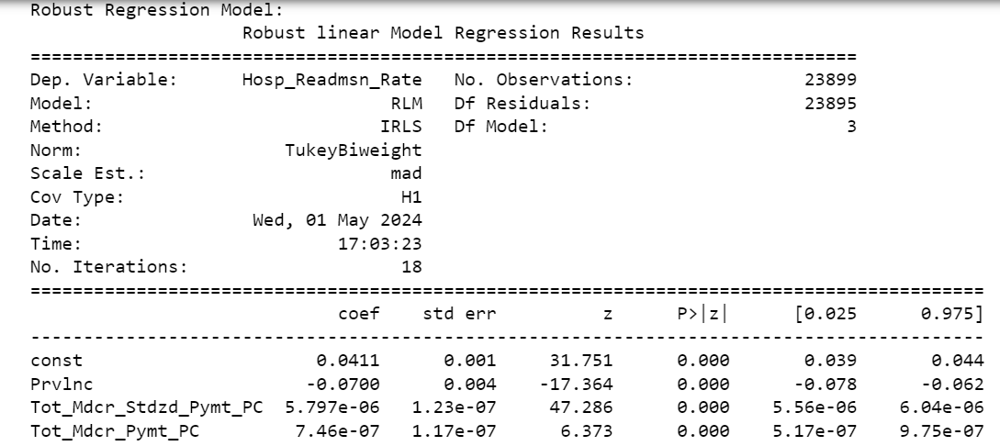 Robust Regression Model:
                    Robust linear Model Regression Results
==============================================================================
Dep. Variable:      Hosp_Readmsn_Rate   No. Observations:                23899
Model:                            RLM   Df Residuals:                    23895
Method:                          IRLS   Df Model:                            3
Norm:                   TukeyBiweight
Scale Est.:                       mad
Cov Type:                          H1
Date:                Wed, 01 May 2024
Time:                        17:03:23
No. Iterations:                    18
==========================================================================================
                             coef    std err          z      P>|z|      [0.025      0.975]
------------------------------------------------------------------------------------------
const                      0.0411      0.001     31.751      0.000       0.039       0.044
Prvlnc                    -0.0700      0.004    -17.364      0.000      -0.078      -0.062
Tot_Mdcr_Stdzd_Pymt_PC  5.797e-06   1.23e-07     47.286      0.000    5.56e-06    6.04e-06
Tot_Mdcr_Pymt_PC         7.46e-07   1.17e-07      6.373      0.000    5.17e-07    9.75e-07